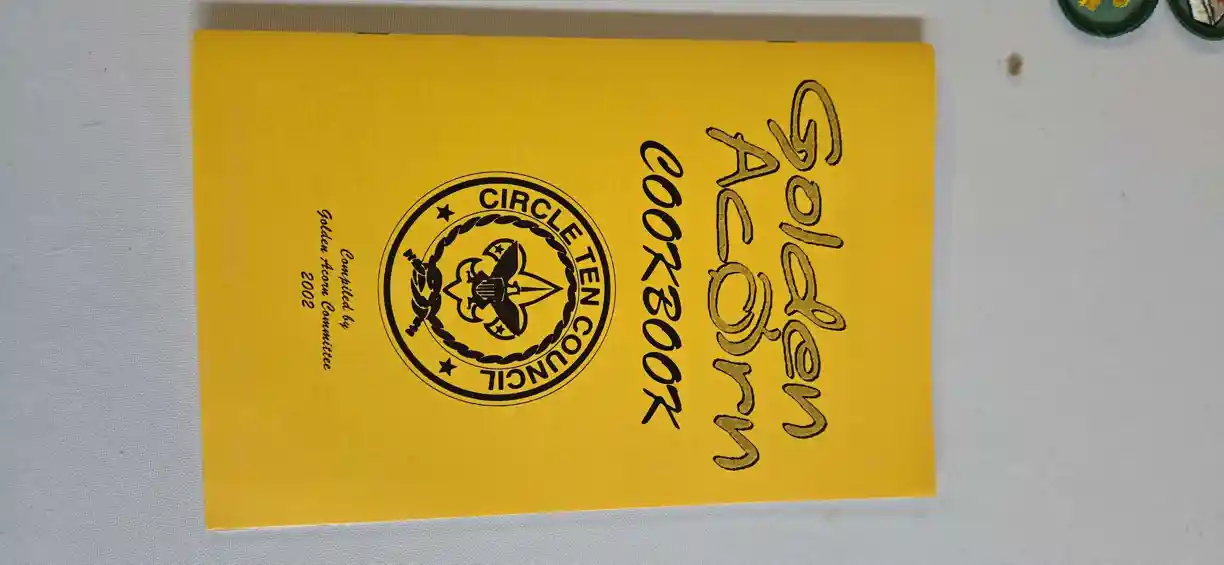 Golden
Acorn
COOKBOOK
CIRCLE TEN COUNCIL
Compiled by
Golden Acorn Committee
2002